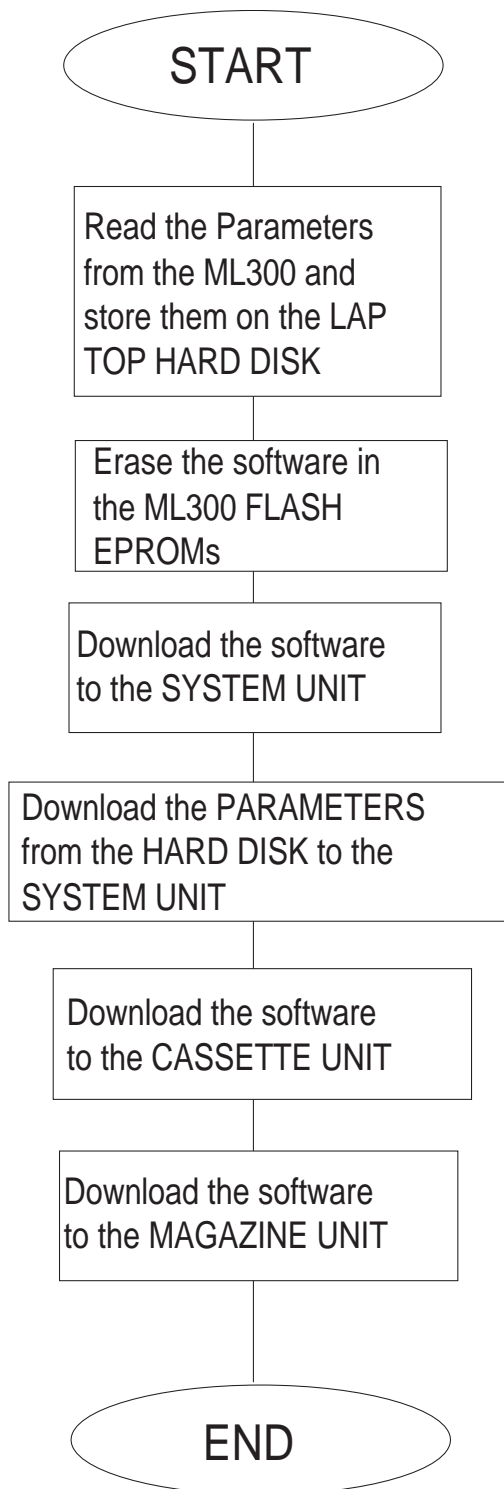 START
Read the Parameters
from the ML300 and
store them on the LAP
TOP HARD DISK
Erase the software in
the ML300 FLASH
EPROMs
Download the software
to the SYSTEM UNIT
Download the PARAMETERS
from the HARD DISK to the
SYSTEM UNIT
Download the software
to the CASSETTE UNIT
Download the software
to the MAGAZINE UNIT
END